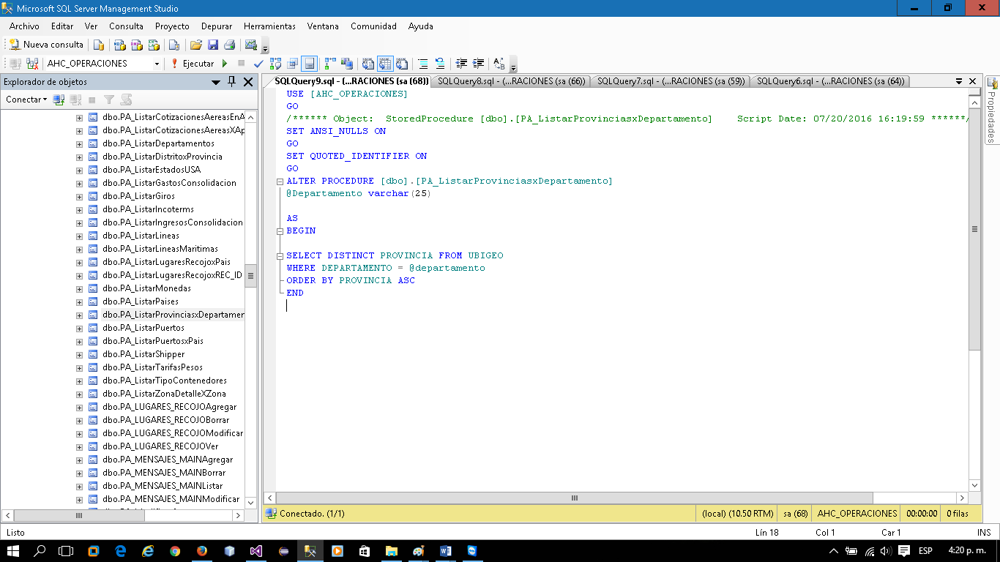 Microsoft SQL Server Management Studio
Archivo Editar Ver Consulta Proyecto Depurar Herramientas Ventana Comunidad Ayuda
Nueva consulta
AHC_OPERACIONES Ejecutar
Explorador de objetos
Conectar
dbo.PA_ListarCotizacionesAereasEnA
dbo.PA_ListarCotizacionesAereasXAp
dbo.PA_ListarDepartamentos
dbo.PA_ListarDistritoxProvincia
dbo.PA_ListarEstadosUSA
dbo.PA_ListarGastosConsolidacion
dbo.PA_ListarGiros
dbo.PA_ListarIncoterms
dbo.PA_ListarIngresosConsolidacion
dbo.PA_ListarLineas
dbo.PA_ListarLineasMaritimas
dbo.PA_ListarLugaresRecojoxPais
dbo.PA_ListarLugaresRecojoxREC_ID
dbo.PA_ListarMonedas
dbo.PA_ListarPaises
dbo.PA_ListarProvinciasxDepartamen
dbo.PA_ListarPuertos
dbo.PA_ListarPuertosxPais
dbo.PA_ListarShipper
dbo.PA_ListarTarifasPesos
dbo.PA_ListarTipoContenedores
dbo.PA_ListarZonaDetalleXZona
dbo.PA_LUGARES_RECOJOAgregar
dbo.PA_LUGARES_RECOJOBorrar
dbo.PA_LUGARES_RECOJOModificar
dbo.PA_LUGARES_RECOJOVer
dbo.PA_MENSAJES_MAINAgregar
dbo.PA_MENSAJES_MAINBorrar
dbo.PA_MENSAJES_MAINListar
dbo.PA_MENSAJES_MAINModificar
SQLQuery9.sql - (...RACIONES (sa (68)) SQLQuery8.sql - (...RACIONES (sa (66)) SQLQuery7.sql - (...RACIONES (sa (59)) SQLQuery6.sql - (...RACIONES (sa (64))
USE [AHC_OPERACIONES]
GO
/****** Object:  StoredProcedure [dbo].[PA_ListarProvinciasxDepartamento]    Script Date: 07/20/2016 16:19:59 ******/
SET ANSI_NULLS ON
GO
SET QUOTED_IDENTIFIER ON
GO
ALTER PROCEDURE [dbo].[PA_ListarProvinciasxDepartamento]
@Departamento varchar(25)
AS
BEGIN
SELECT DISTINCT PROVINCIA FROM UBIGEO
WHERE DEPARTAMENTO = @departamento
ORDER BY PROVINCIA ASC
END
Propiedades
Conectado. (1/1) (local) (10.50 RTM) sa (68) AHC_OPERACIONES 00:00:00 0 filas
Listo Lín 18 Col 1 Car 1 INS
ESP 4:20 p. m.